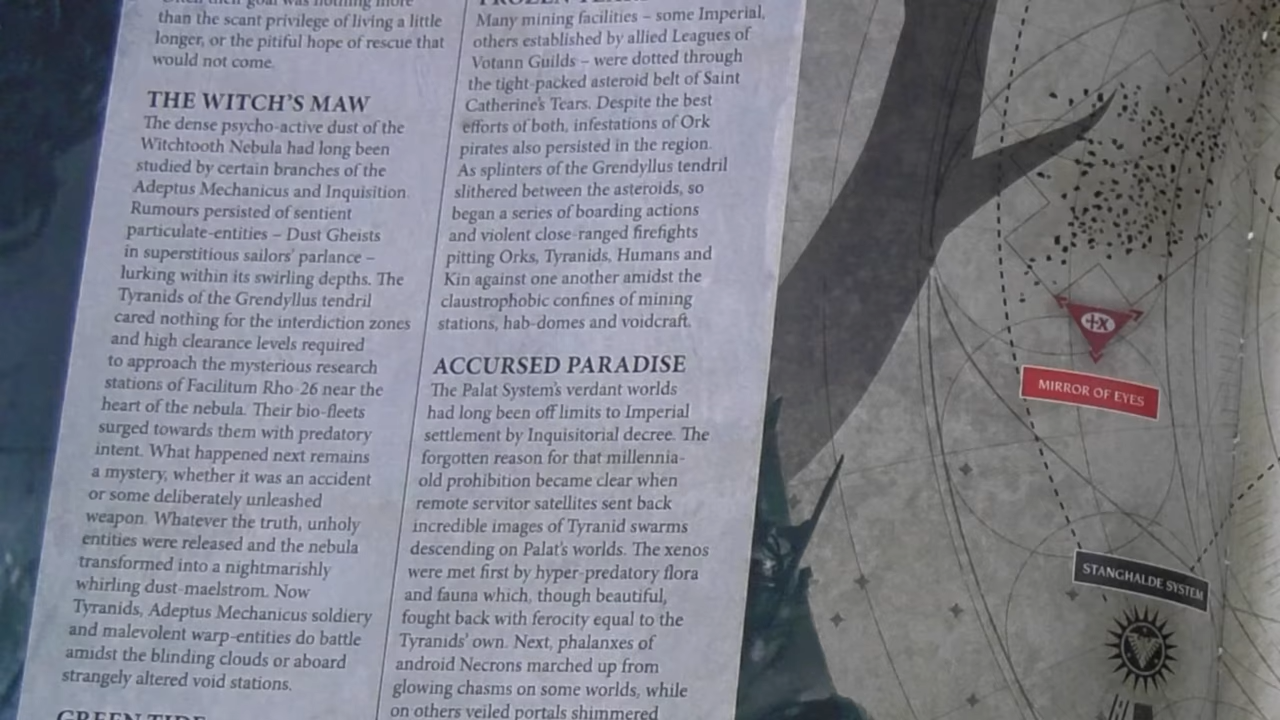 than the scant privilege of living a little
longer, or the pitiful hope of rescue that
would not come.
THE WITCH'S MAW
The dense psycho-active dust of the
Witchtooth Nebula had long been
studied by certain branches of the
Adeptus Mechanicus and Inquisition.
Rumours persisted of sentient
particulate-entities – Dust Gheists
in superstitious sailors' parlance –
lurking within its swirling depths. The
Tyranids of the Grendyllus tendril
cared nothing for the interdiction zones
and high clearance levels required
to approach the mysterious research
stations of Facilitum Rho-26 near the
heart of the nebula. Their bio-fleets
surged towards them with predatory
intent. What happened next remains
a mystery, whether it was an accident
or some deliberately unleashed
weapon. Whatever the truth, unholy
entities were released and the nebula
transformed into a nightmarishly
whirling dust-maelstrom. Now
Tyranids, Adeptus Mechanicus soldiery
and malevolent warp-entities do battle
amidst the blinding clouds or aboard
strangely altered void stations.
GREEN TIDE
Many mining facilities – some Imperial,
others established by allied Leagues of
Votann Guilds – were dotted through
the tight-packed asteroid belt of Saint
Catherine's Tears. Despite the best
efforts of both, infestations of Ork
pirates also persisted in the region.
As splinters of the Grendyllus tendril
slithered between the asteroids, so
began a series of boarding actions
and violent close-ranged firefights
pitting Orks, Tyranids, Humans and
Kin against one another amidst the
claustrophobic confines of mining
stations, hab-domes and voidcraft.
ACCURSED PARADISE
The Palat System's verdant worlds
had long been off limits to Imperial
settlement by Inquisitorial decree. The
forgotten reason for that millennia-
old prohibition became clear when
remote servitor satellites sent back
incredible images of Tyranid swarms
descending on Palat's worlds. The xenos
were met first by hyper-predatory flora
and fauna which, though beautiful,
fought back with ferocity equal to the
Tyranids' own. Next, phalanxes of
android Necrons marched up from
glowing chasms on some worlds, while
on others veiled portals shimmered
MIRROR OF EYES
STANGHALDE SYSTEM